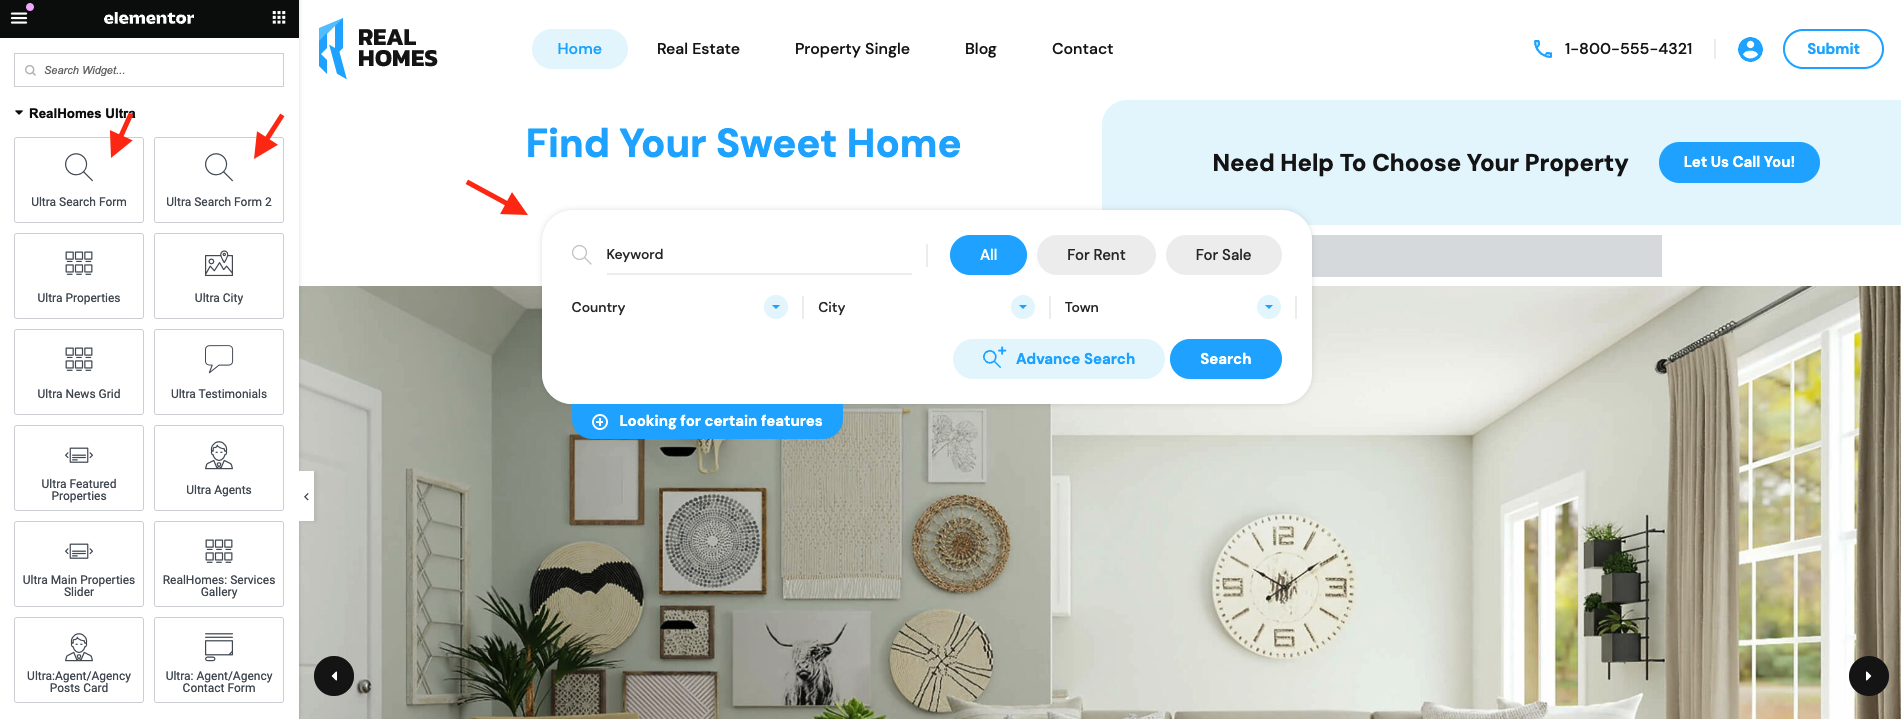 elementor
Search Widget...
RealHomes Ultra
Ultra Search Form
Ultra Search Form 2
Ultra Properties
Ultra City
Ultra News Grid
Ultra Testimonials
Ultra Featured
Properties
Ultra Agents
Ultra Main Properties
Slider
RealHomes: Services
Gallery
Ultra:Agent/Agency
Posts Card
Ultra: Agent/Agency
Contact Form
REAL
HOMES
Home
Real Estate
Property Single
Blog
Contact
1-800-555-4321
Submit
Find Your Sweet Home
Need Help To Choose Your Property
Let Us Call You!
Keyword
All
For Rent
For Sale
Country
City
Town
Advance Search
Search
Looking for certain features
12
3
6
9